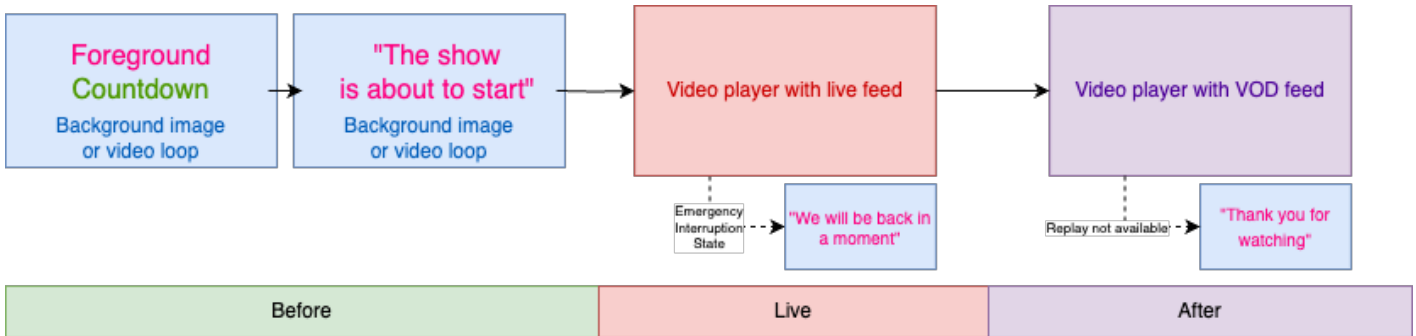 Foreground
Countdown
Background image
or video loop
"The show
is about to start"
Background image
or video loop
Video player with live feed
Video player with VOD feed
Emergency
Interruption
State
"We will be back in
a moment"
Replay not available
"Thank you for
watching"
Before
Live
After